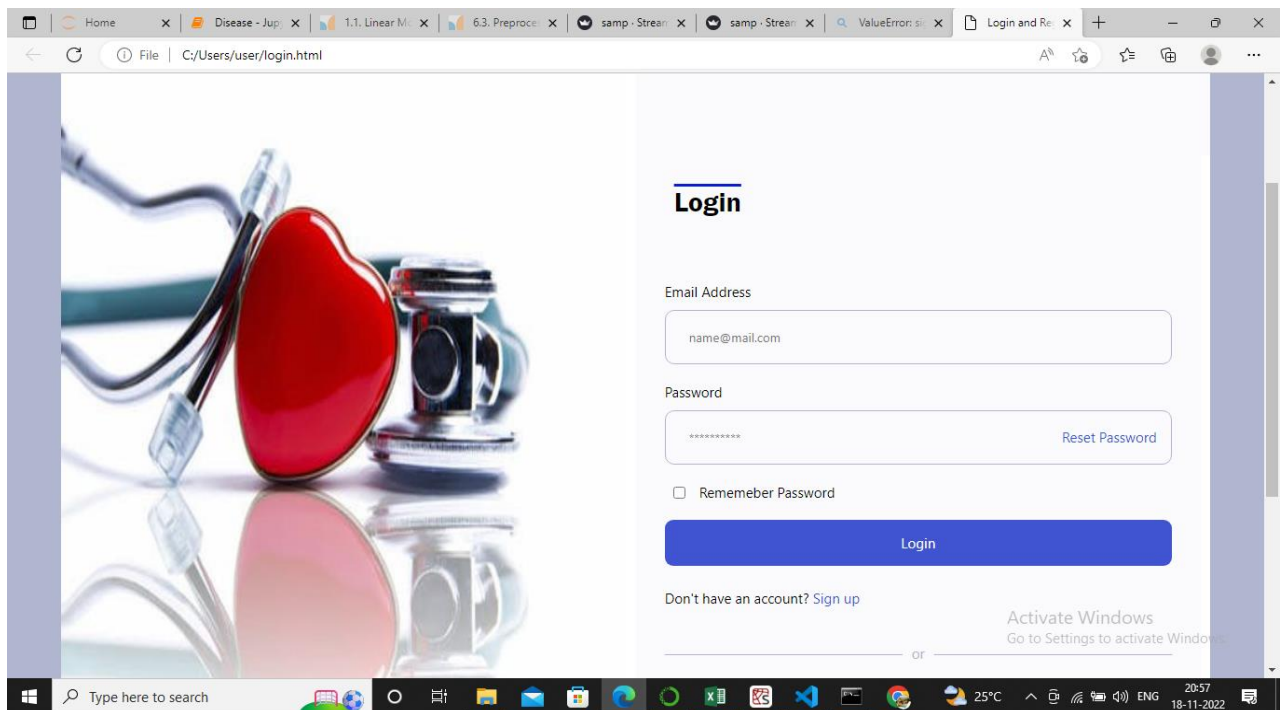 Home
Disease - Jup
1.1. Linear Mo
6.3. Preproce
samp · Stream
samp · Stream
ValueError: si
Login and Re
File | C:/Users/user/login.html
Login
Email Address
name@mail.com
Password
**********
Reset Password
Rememeber Password
Login
Don't have an account? Sign up
Activate Windows
Go to Settings to activate Windows.
or
Type here to search
25°C
ENG
20:57
18-11-2022